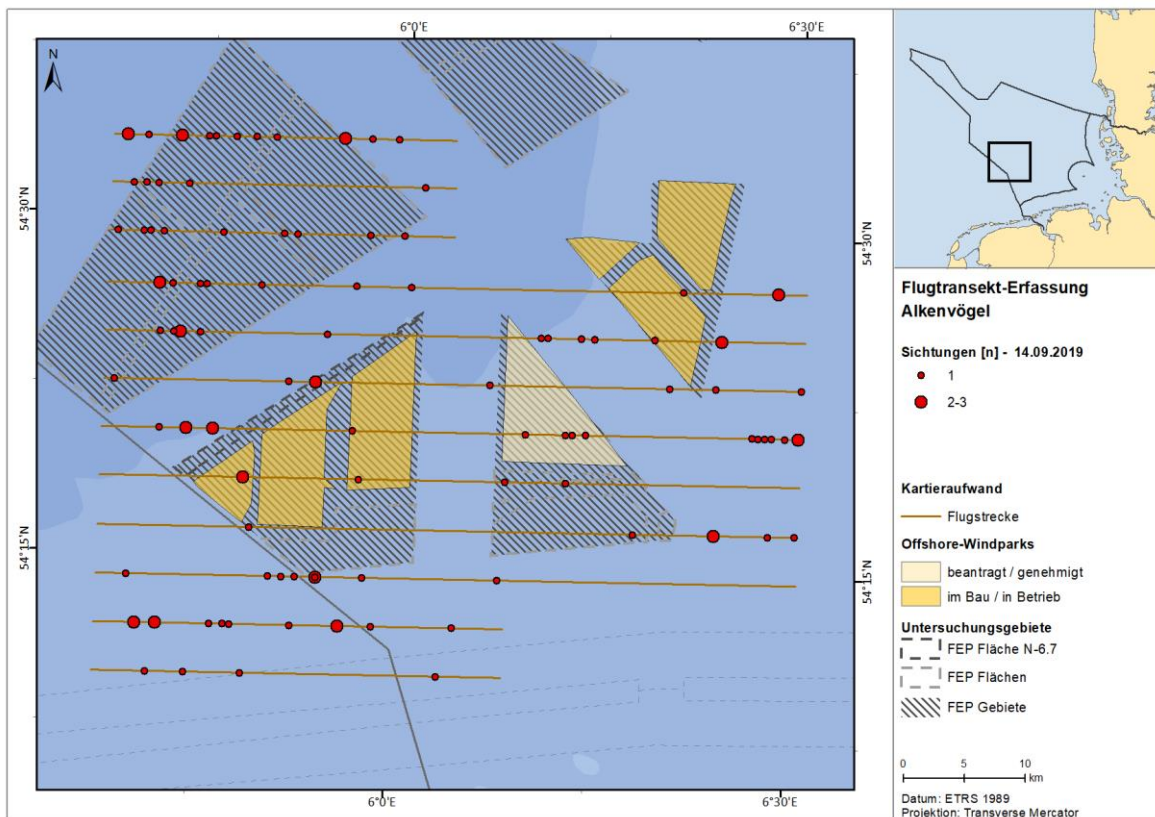 6°0'E
6°30'E
N
54°30'N
54°30'N
54°15'N
54°15'N
6°0'E
6°30'E
Flugtransekt-Erfassung
Alkenvögel
Sichtungen [n] - 14.09.2019
1
2-3
Kartieraufwand
Flugstrecke
Offshore-Windparks
beantragt / genehmigt
im Bau / in Betrieb
Untersuchungsgebiete
FEP Fläche N-6.7
FEP Flächen
FEP Gebiete
0 5 10
km
Datum: ETRS 1989
Projektion: Transverse Mercator